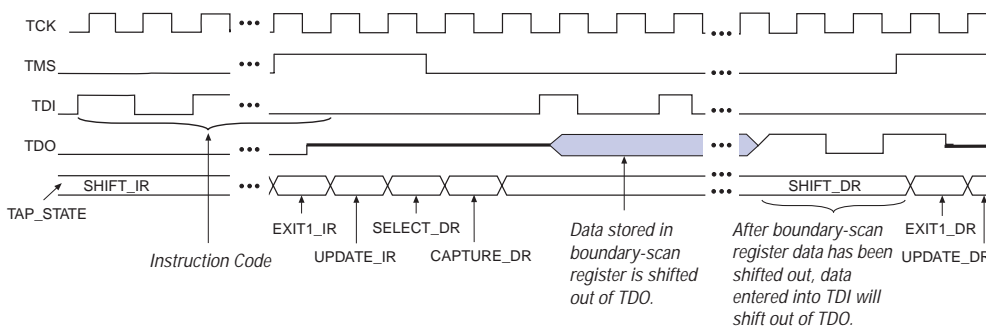 TCK
TMS
TDI
TDO
SHIFT_IR
SHIFT_DR
TAP_STATE
EXIT1_IR
SELECT_DR
EXIT1_DR
Instruction Code
UPDATE_IR
CAPTURE_DR
UPDATE_DR
Data stored in
boundary-scan
register is shifted
out of TDO.
After boundary-scan
register data has been
shifted out, data
entered into TDI will
shift out of TDO.